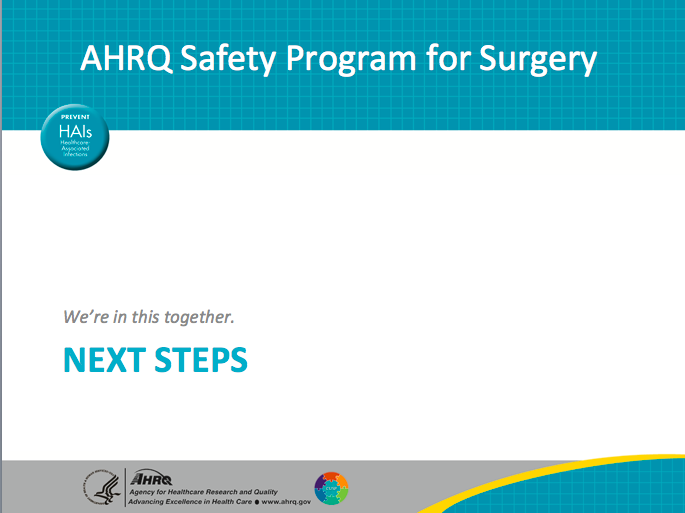 AHRQ Safety Program for Surgery
PREVENT
HAIs
Healthcare-
Associated
Infections
We're in this together.
NEXT STEPS
AHRQ
Agency for Healthcare Research and Quality
Advancing Excellence in Health Care ● www.ahrq.gov